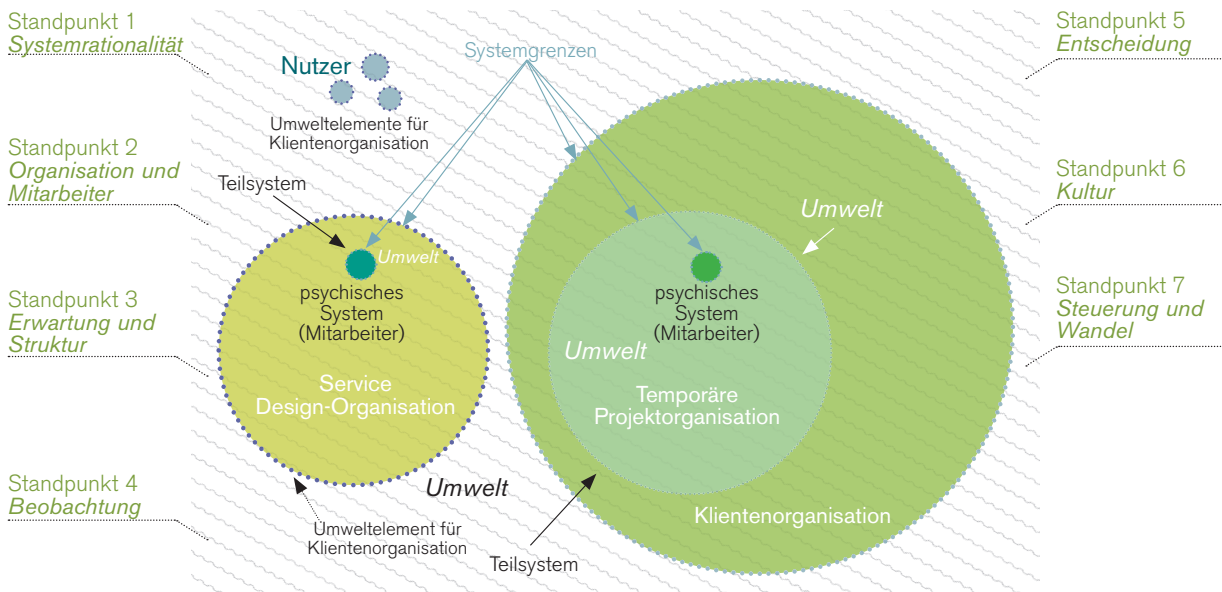 Standpunkt 1
Systemrationalität
Standpunkt 2
Organisation und
Mitarbeiter
Standpunkt 3
Erwartung und
Struktur
Standpunkt 4
Beobachtung
Nutzer
Umweltelemente für
Klientenorganisation
Systemgrenzen
Teilsystem
Umwelt
psychisches
System
(Mitarbeiter)
Service
Design-Organisation
Umwelt
Umweltelement für
Klientenorganisation
Teilsystem
Umwelt
psychisches
System
(Mitarbeiter)
Umwelt
Temporäre
Projektorganisation
Klientenorganisation
Standpunkt 5
Entscheidung
Standpunkt 6
Kultur
Standpunkt 7
Steuerung und
Wandel